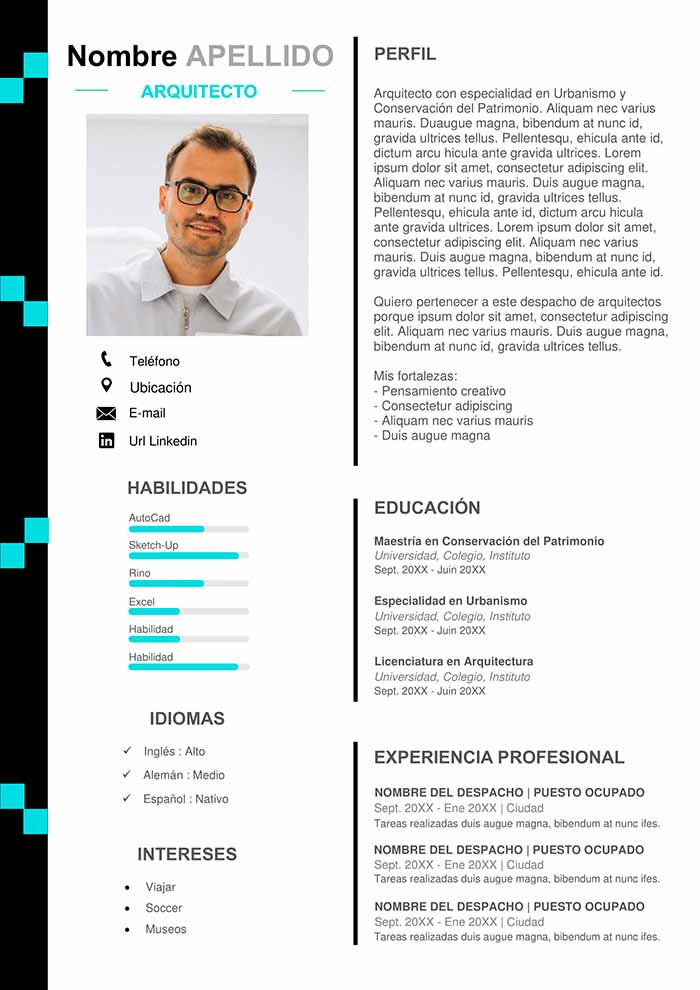 Nombre APELLIDO
ARQUITECTO
Teléfono
Ubicación
E-mail
in
Url Linkedin
HABILIDADES
AutoCad
Sketch-Up
Rino
Excel
Habilidad
Habilidad
IDIOMAS
Inglés : Alto
Alemán : Medio
Español : Nativo
INTERESES
Viajar
Soccer
Museos
PERFIL
Arquitecto con especialidad en Urbanismo y
Conservación del Patrimonio. Aliquam nec varius
mauris. Duaugue magna, bibendum at nunc id,
gravida ultrices tellus. Pellentesqu, ehicula ante id,
dictum arcu hicula ante gravida ultrices. Lorem
ipsum dolor sit amet, consectetur adipiscing elit.
Aliquam nec varius mauris. Duis augue magna,
bibendum at nunc id, gravida ultrices tellus.
Pellentesqu, ehicula ante id, dictum arcu hicula
ante gravida ultrices. Lorem ipsum dolor sit amet,
consectetur adipiscing elit. Aliquam nec varius
mauris. Duis augue magna, bibendum at nunc id,
gravida ultrices tellus. Pellentesqu, ehicula ante id.
Quiero pertenecer a este despacho de arquitectos
porque ipsum dolor sit amet, consectetur adipiscing
elit. Aliquam nec varius mauris. Duis augue magna,
bibendum at nunc id, gravida ultrices tellus.
Mis fortalezas:
- Pensamiento creativo
- Consectetur adipiscing
- Aliquam nec varius mauris
- Duis augue magna
EDUCACIÓN
Maestría en Conservación del Patrimonio
Universidad, Colegio, Instituto
Sept. 20XX - Juin 20XX
Especialidad en Urbanismo
Universidad, Colegio, Instituto
Sept. 20XX - Juin 20XX
Licenciatura en Arquitectura
Universidad, Colegio, Instituto
Sept. 20XX - Juin 20XX
EXPERIENCIA PROFESIONAL
NOMBRE DEL DESPACHO | PUESTO OCUPADO
Sept. 20XX - Ene 20XX | Ciudad
Tareas realizadas duis augue magna, bibendum at nunc ifes.
NOMBRE DEL DESPACHO | PUESTO OCUPADO
Sept. 20XX - Ene 20XX | Ciudad
Tareas realizadas duis augue magna, bibendum at nunc ifes.
NOMBRE DEL DESPACHO | PUESTO OCUPADO
Sept. 20XX - Ene 20XX | Ciudad
Tareas realizadas duis augue magna, bibendum at nunc ifes.